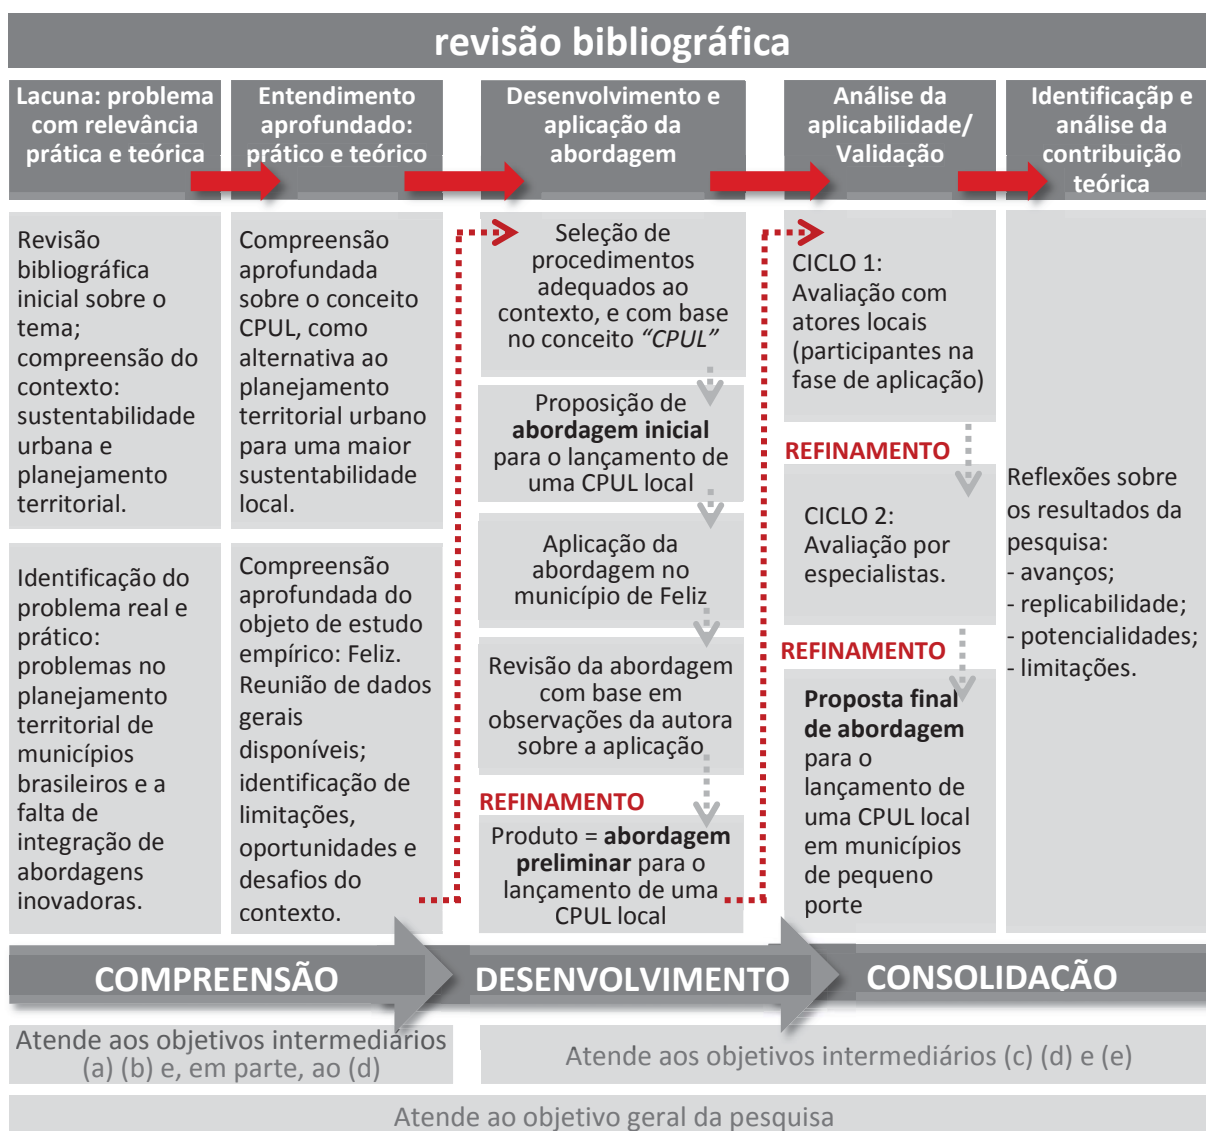 revisão bibliográfica
Lacuna: problema
com relevância
prática e teórica
Entendimento
aprofundado:
prático e teórico
Desenvolvimento e
aplicação da
abordagem
Análise da
aplicabilidade/
Validação
Identificaçãp e
análise da
contribuição
teórica
Revisão
bibliográfica
inicial sobre o
tema;
compreensão do
contexto:
sustentabilidade
urbana e
planejamento
territorial.
Identificação do
problema real e
prático:
problemas no
planejamento
territorial de
municípios
brasileiros e a
falta de
integração de
abordagens
inovadoras.
Compreensão
aprofundada
sobre o conceito
CPUL, como
alternativa ao
planejamento
territorial urbano
para uma maior
sustentabilidade
local.
Compreensão
aprofundada do
objeto de estudo
empírico: Feliz.
Reunião de dados
gerais
disponíveis;
identificação de
limitações,
oportunidades e
desafios do
contexto.
Seleção de
procedimentos
adequados ao
contexto, e com base
no conceito “CPUL”
Proposição de
abordagem inicial
para o lançamento de
uma CPUL local
Aplicação da
abordagem no
município de Feliz
Revisão da abordagem
com base em
observações da autora
sobre a aplicação
REFINAMENTO
Produto = abordagem
preliminar para o
lançamento de uma
CPUL local
CICLO 1:
Avaliação com
atores locais
(participantes na
fase de aplicação)
REFINAMENTO
CICLO 2:
Avaliação por
especialistas.
REFINAMENTO
Proposta final
de abordagem
para o
lançamento de
uma CPUL local
em municípios
de pequeno
porte
Reflexões sobre
os resultados da
pesquisa:
- avanços;
- replicabilidade;
- potencialidades;
- limitações.
COMPREENSÃO
DESENVOLVIMENTO
CONSOLIDAÇÃO
Atende aos objetivos intermediários
(a) (b) e, em parte, ao (d)
Atende aos objetivos intermediários (c) (d) e (e)
Atende ao objetivo geral da pesquisa